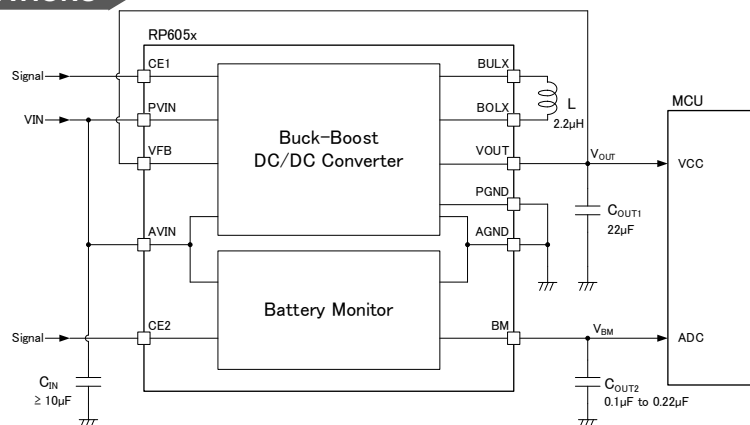 RP605x
Signal
CE1
BULX
VIN
PVIN
BOLX
L
2.2μH
MCU
Buck-Boost
DC/DC Converter
VFB
VOUT
VOUT
VCC
PGND
COUT1
22μF
AVIN
AGND
Battery Monitor
Signal
CE2
BM
VBM
ADC
CIN
≥ 10μF
COUT2
0.1μF to 0.22μF